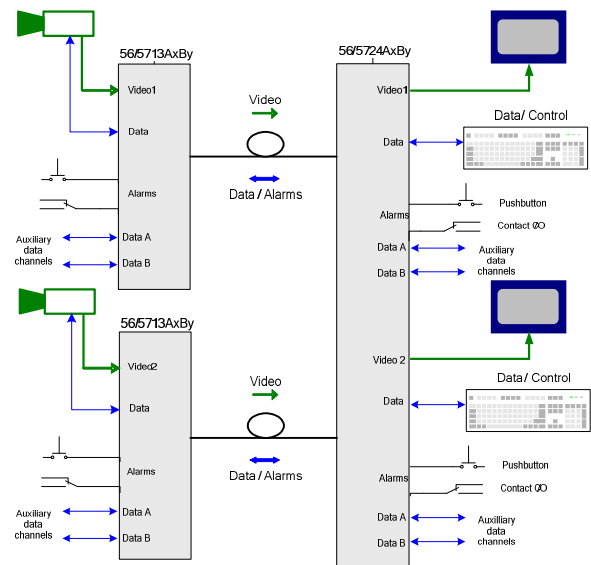 56/5713AxBy
56/5724AxBy
Video1
Video1
Video
Data/ Control
Data
Data
Data / Alarms
Alarms
Pushbutton
Alarms
Contact I/O
Auxiliary
data
channels
Data A
Data B
Data A
Data B
Auxiliary
data
channels
56/5713AxBy
Video2
Video 2
Video
Data/ Control
Data
Data
Data / Alarms
Alarms
Pushbutton
Alarms
Contact I/O
Auxiliary
data
channels
Data A
Data B
Data A
Data B
Auxilliary
data
channels